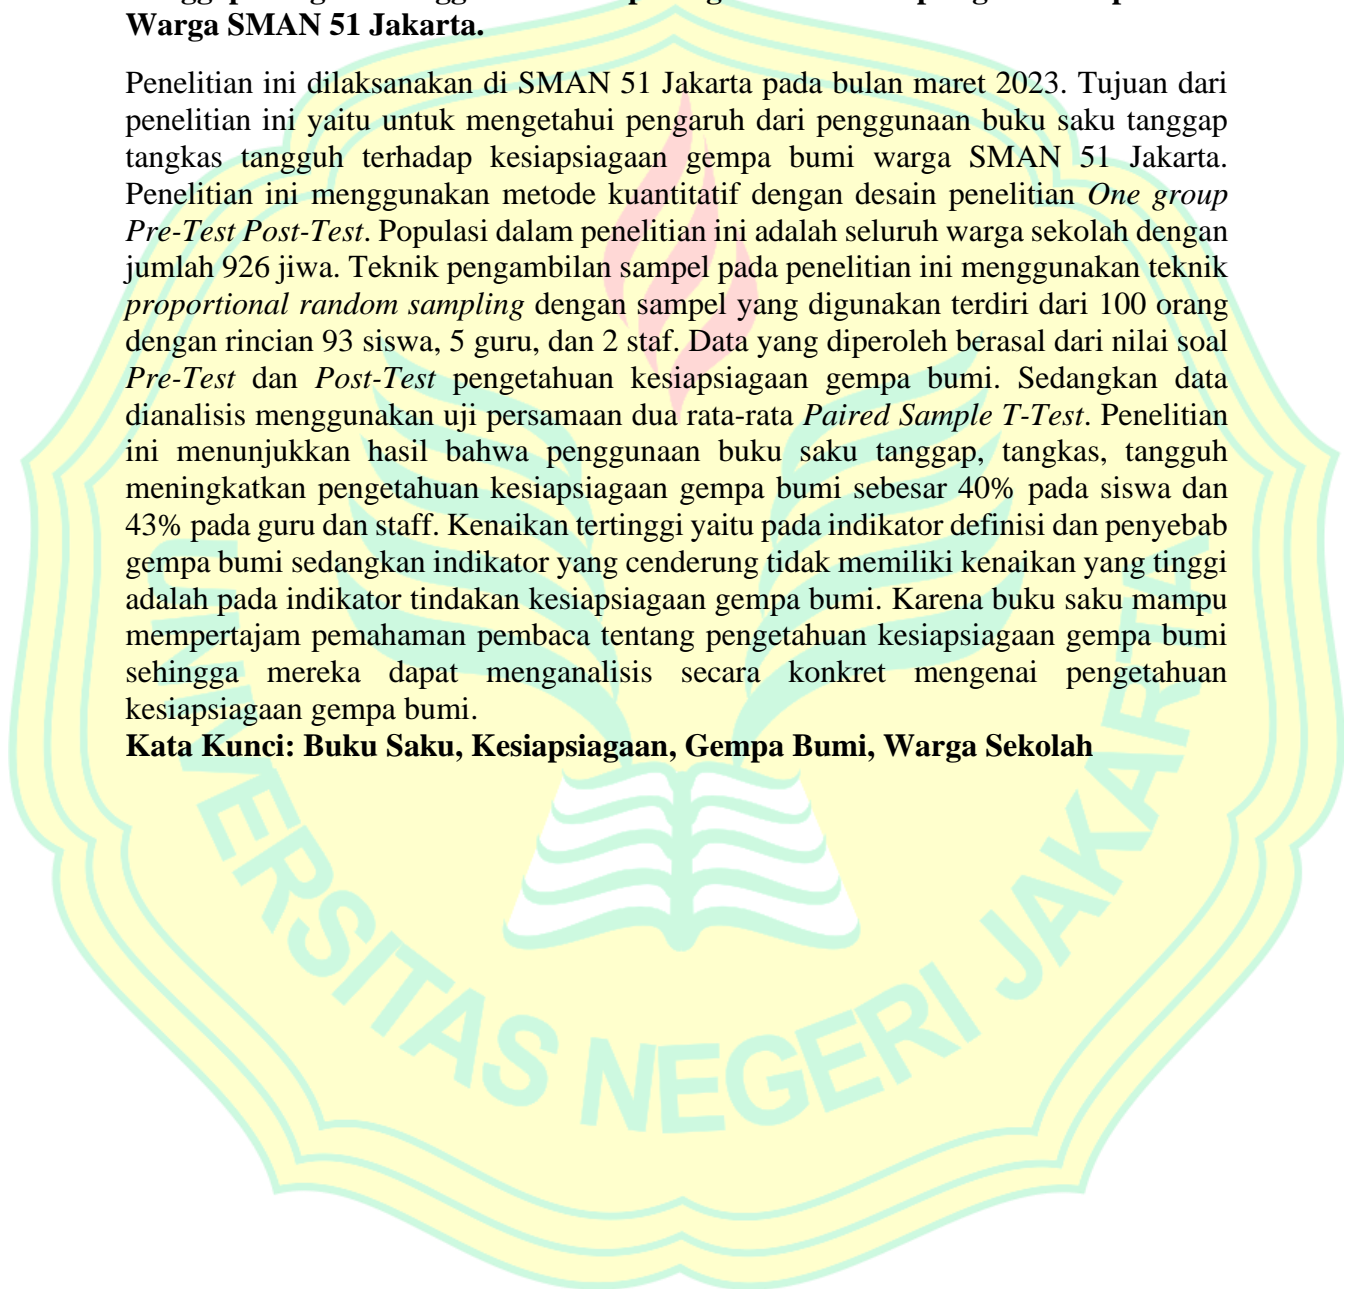 Warga SMAN 51 Jakarta.
Penelitian ini dilaksanakan di SMAN 51 Jakarta pada bulan maret 2023. Tujuan dari
penelitian ini yaitu untuk mengetahui pengaruh dari penggunaan buku saku tanggap
tangkas tangguh terhadap kesiapsiagaan gempa bumi warga SMAN 51 Jakarta.
Penelitian ini menggunakan metode kuantitatif dengan desain penelitian One group
Pre-Test Post-Test. Populasi dalam penelitian ini adalah seluruh warga sekolah dengan
jumlah 926 jiwa. Teknik pengambilan sampel pada penelitian ini menggunakan teknik
proportional random sampling dengan sampel yang digunakan terdiri dari 100 orang
dengan rincian 93 siswa, 5 guru, dan 2 staf. Data yang diperoleh berasal dari nilai soal
Pre-Test dan Post-Test pengetahuan kesiapsiagaan gempa bumi. Sedangkan data
dianalisis menggunakan uji persamaan dua rata-rata Paired Sample T-Test. Penelitian
ini menunjukkan hasil bahwa penggunaan buku saku tanggap, tangkas, tangguh
meningkatkan pengetahuan kesiapsiagaan gempa bumi sebesar 40% pada siswa dan
43% pada guru dan staff. Kenaikan tertinggi yaitu pada indikator definisi dan penyebab
gempa bumi sedangkan indikator yang cenderung tidak memiliki kenaikan yang tinggi
adalah pada indikator tindakan kesiapsiagaan gempa bumi. Karena buku saku mampu
mempertajam pemahaman pembaca tentang pengetahuan kesiapsiagaan gempa bumi
sehingga mereka dapat menganalisis secara konkret mengenai pengetahuan
kesiapsiagaan gempa bumi.
Kata Kunci: Buku Saku, Kesiapsiagaan, Gempa Bumi, Warga Sekolah
UNIVERSITAS NEGERI JAKARTA